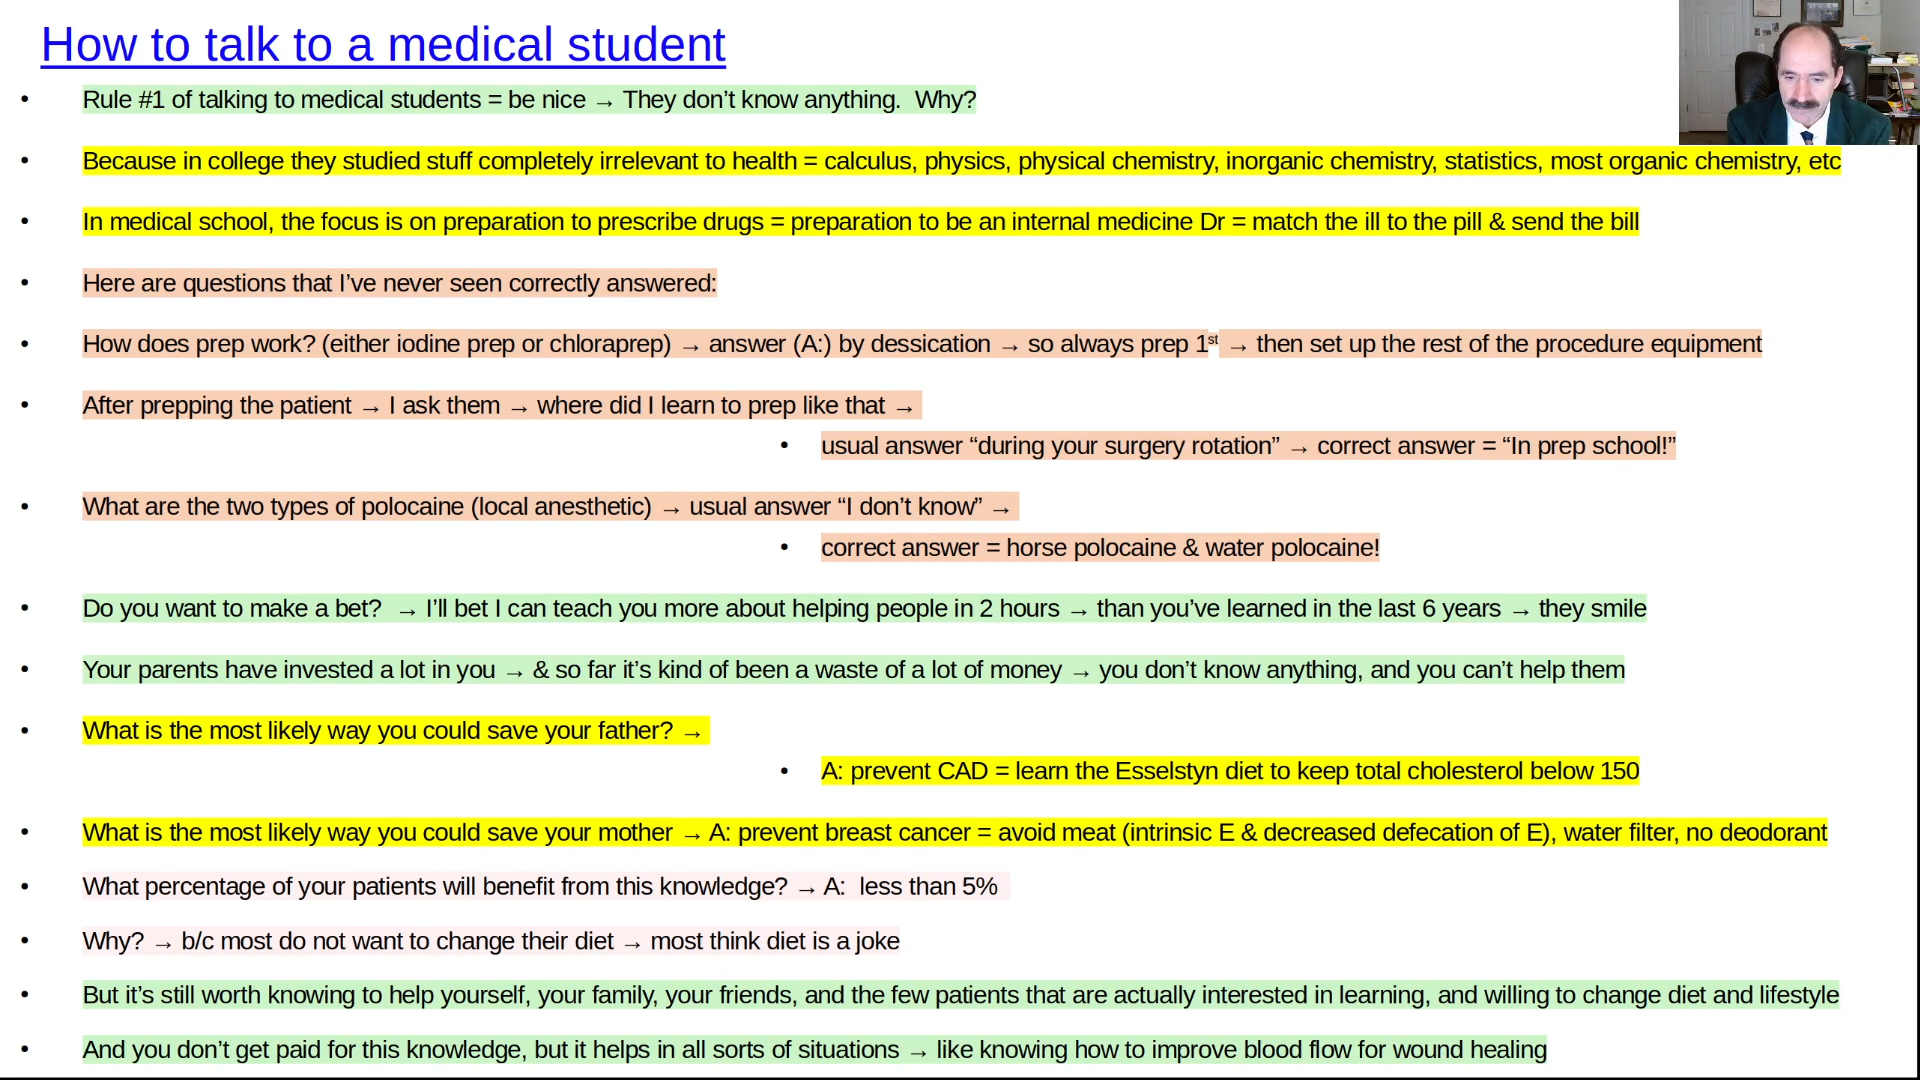 How to talk to a medical student
• Rule #1 of talking to medical students = be nice → They don’t know anything.  Why?
• Because in college they studied stuff completely irrelevant to health = calculus, physics, physical chemistry, inorganic chemistry, statistics, most organic chemistry, etc
• In medical school, the focus is on preparation to prescribe drugs = preparation to be an internal medicine Dr = match the ill to the pill & send the bill
• Here are questions that I’ve never seen correctly answered:
• How does prep work? (either iodine prep or chloraprep) → answer (A:) by dessication → so always prep 1st → then set up the rest of the procedure equipment
• After prepping the patient → I ask them → where did I learn to prep like that →
• usual answer “during your surgery rotation” → correct answer = “In prep school!”
• What are the two types of polocaine (local anesthetic) → usual answer “I don’t know” →
• correct answer = horse polocaine & water polocaine!
• Do you want to make a bet?  → I’ll bet I can teach you more about helping people in 2 hours → than you’ve learned in the last 6 years → they smile
• Your parents have invested a lot in you → & so far it’s kind of been a waste of a lot of money → you don’t know anything, and you can’t help them
• What is the most likely way you could save your father? →
• A: prevent CAD = learn the Esselstyn diet to keep total cholesterol below 150
• What is the most likely way you could save your mother → A: prevent breast cancer = avoid meat (intrinsic E & decreased defecation of E), water filter, no deodorant
• What percentage of your patients will benefit from this knowledge? → A:  less than 5%
• Why? → b/c most do not want to change their diet → most think diet is a joke
• But it’s still worth knowing to help yourself, your family, your friends, and the few patients that are actually interested in learning, and willing to change diet and lifestyle
• And you don’t get paid for this knowledge, but it helps in all sorts of situations → like knowing how to improve blood flow for wound healing